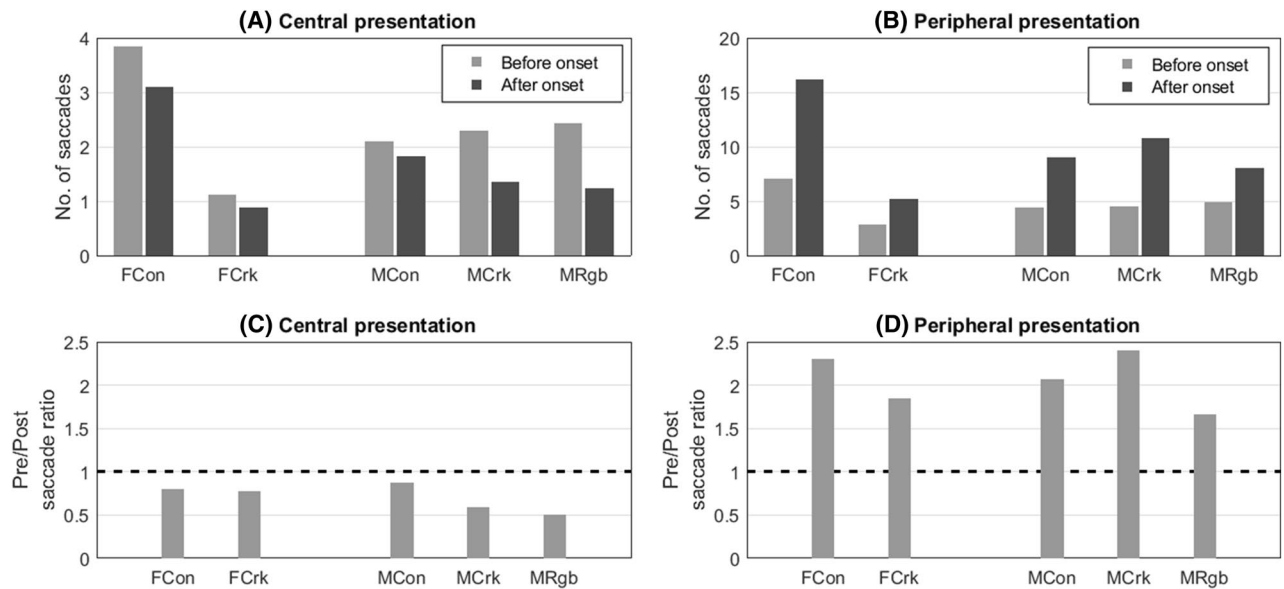 (A) Central presentation
No. of saccades
4
3
2
1
0
Before onset
After onset
FCon FCrk MCon MCrk MRgb
(B) Peripheral presentation
No. of saccades
20
15
10
5
0
Before onset
After onset
FCon FCrk MCon MCrk MRgb
(C) Central presentation
Pre/Post
saccade ratio
2.5
2
1.5
1
0.5
0
FCon FCrk MCon MCrk MRgb
(D) Peripheral presentation
Pre/Post
saccade ratio
2.5
2
1.5
1
0.5
0
FCon FCrk MCon MCrk MRgb